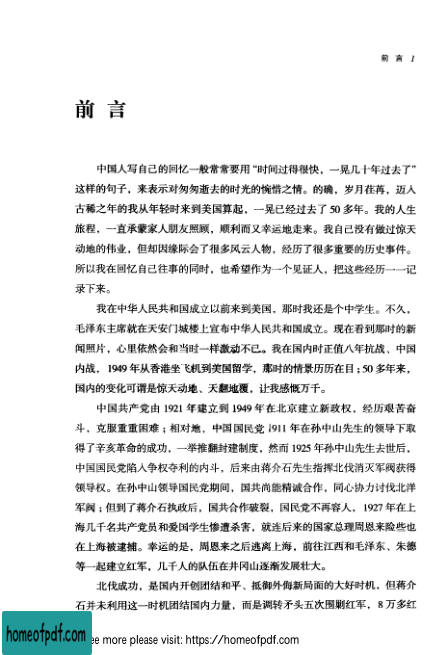 前 言 1
前 言
中国人写自己的回忆一般常常要用“时间过得很快，一晃几十年过去了”
这样的句子，来表示对匆匆逝去的时光的惋惜之情。的确，岁月荏苒，迈入
古稀之年的我从年轻时来到美国算起，一晃已经过去了 50 多年。我的人生
旅程，一直承蒙家人朋友照顾，顺利而又幸运地走来。我自己没有做过惊天
动地的伟业，但却因缘际会了很多风云人物，经历了很多重要的历史事件。
所以我在回忆自己往事的同时，也希望作为一个见证人，把这些经历一一记
录下来。
我在中华人民共和国成立以前来到美国，那时我还是个中学生。不久，
毛泽东主席就在天安门城楼上宣布中华人民共和国成立。现在看到那时的新
闻照片，心里依然会和当时一样激动不已。我在国内时正值八年抗战、中国
内战，1949 年从香港坐飞机到美国留学，那时的情景历历在目；50 多年来，
国内的变化可谓是惊天动地、天翻地覆，让我感慨万千。
中国共产党由 1921 年建立到 1949 年在北京建立新政权，经历艰苦奋
斗，克服重重困难；相对地，中国国民党 1911 年在孙中山先生的领导下取
得了辛亥革命的成功，一举推翻封建制度，然而 1925 年孙中山先生去世后，
中国国民党陷人争权夺利的内斗，后来由蒋介石先生指挥北伐消灭军阀获得
领导权。在孙中山领导国民党期间，国共尚能精诚合作，同心协力讨伐北洋
军阀；但到了蒋介石执政后，国共合作破裂，国民党不再容人，1927 年在上
海几千名共产党员和爱国学生惨遭杀害，就连后来的国家总理周恩来险些也
在上海被逮捕。幸运的是，周恩来之后逃离上海，前往江西和毛泽东、朱德
等一起建立红军，几千人的队伍在井冈山逐渐发展壮大。
北伐成功，是国内开创团结和平、抵御外侮新局面的大好时机，但蒋介
石并未利用这一时机团结国内力量，而是调转矛头五次围剿红军，8 万多红
homeofpdf.com
ee more please visit: https://homeofpdf.com